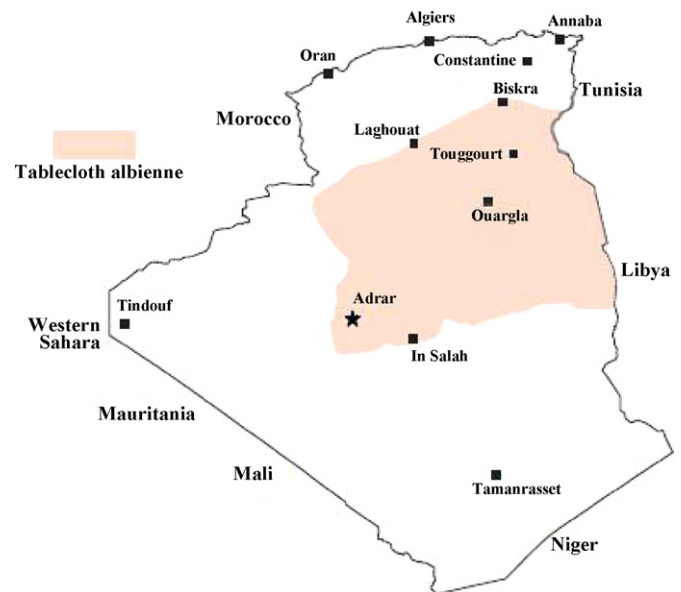 Algiers
Annaba
Oran
Constantine
Biskra
Tunisia
Morocco
Laghouat
Touggourt
Tablecloth albienne
Ouargla
Libya
Adrar
Tindouf
Western
Sahara
In Salah
Mauritania
Mali
Tamanrasset
Niger